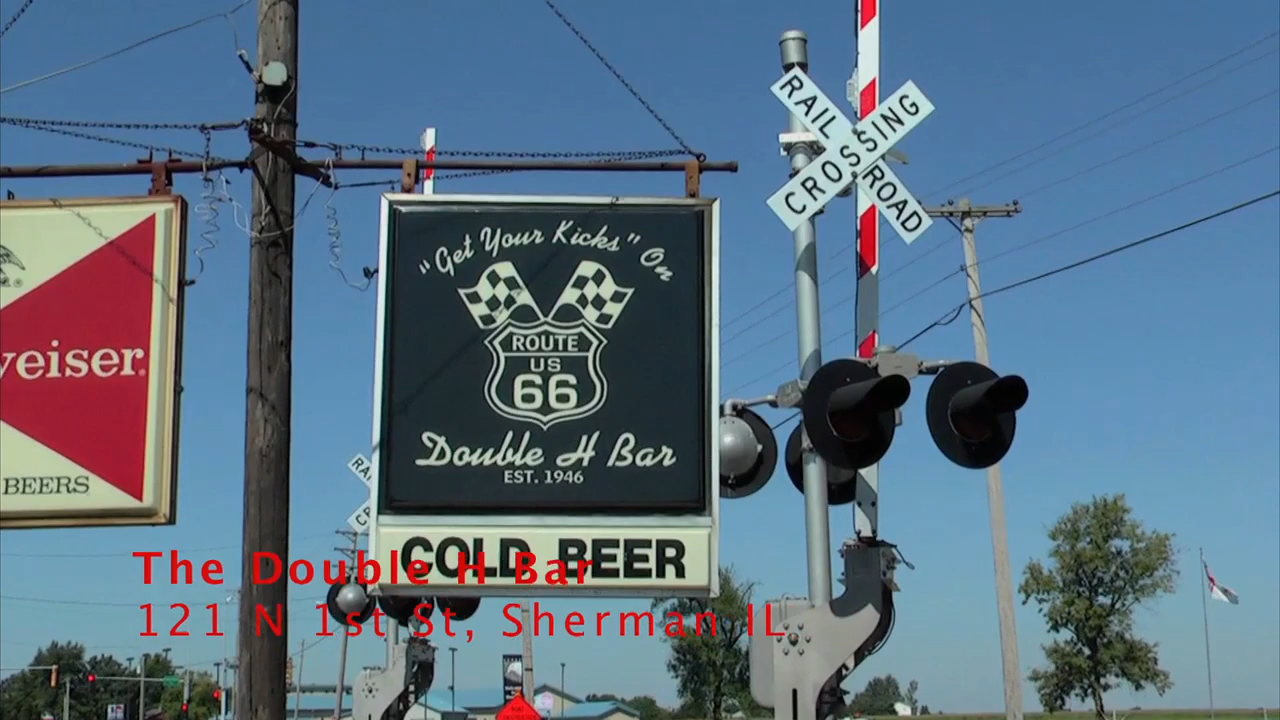 "Get Your Kicks" On
ROUTE
US
66
Double H Bar
EST. 1946
COLD BEER
RAIL
CROSSING
ROAD
veiser
BEERS
The Double H Bar
121 N 1st St, Sherman IL